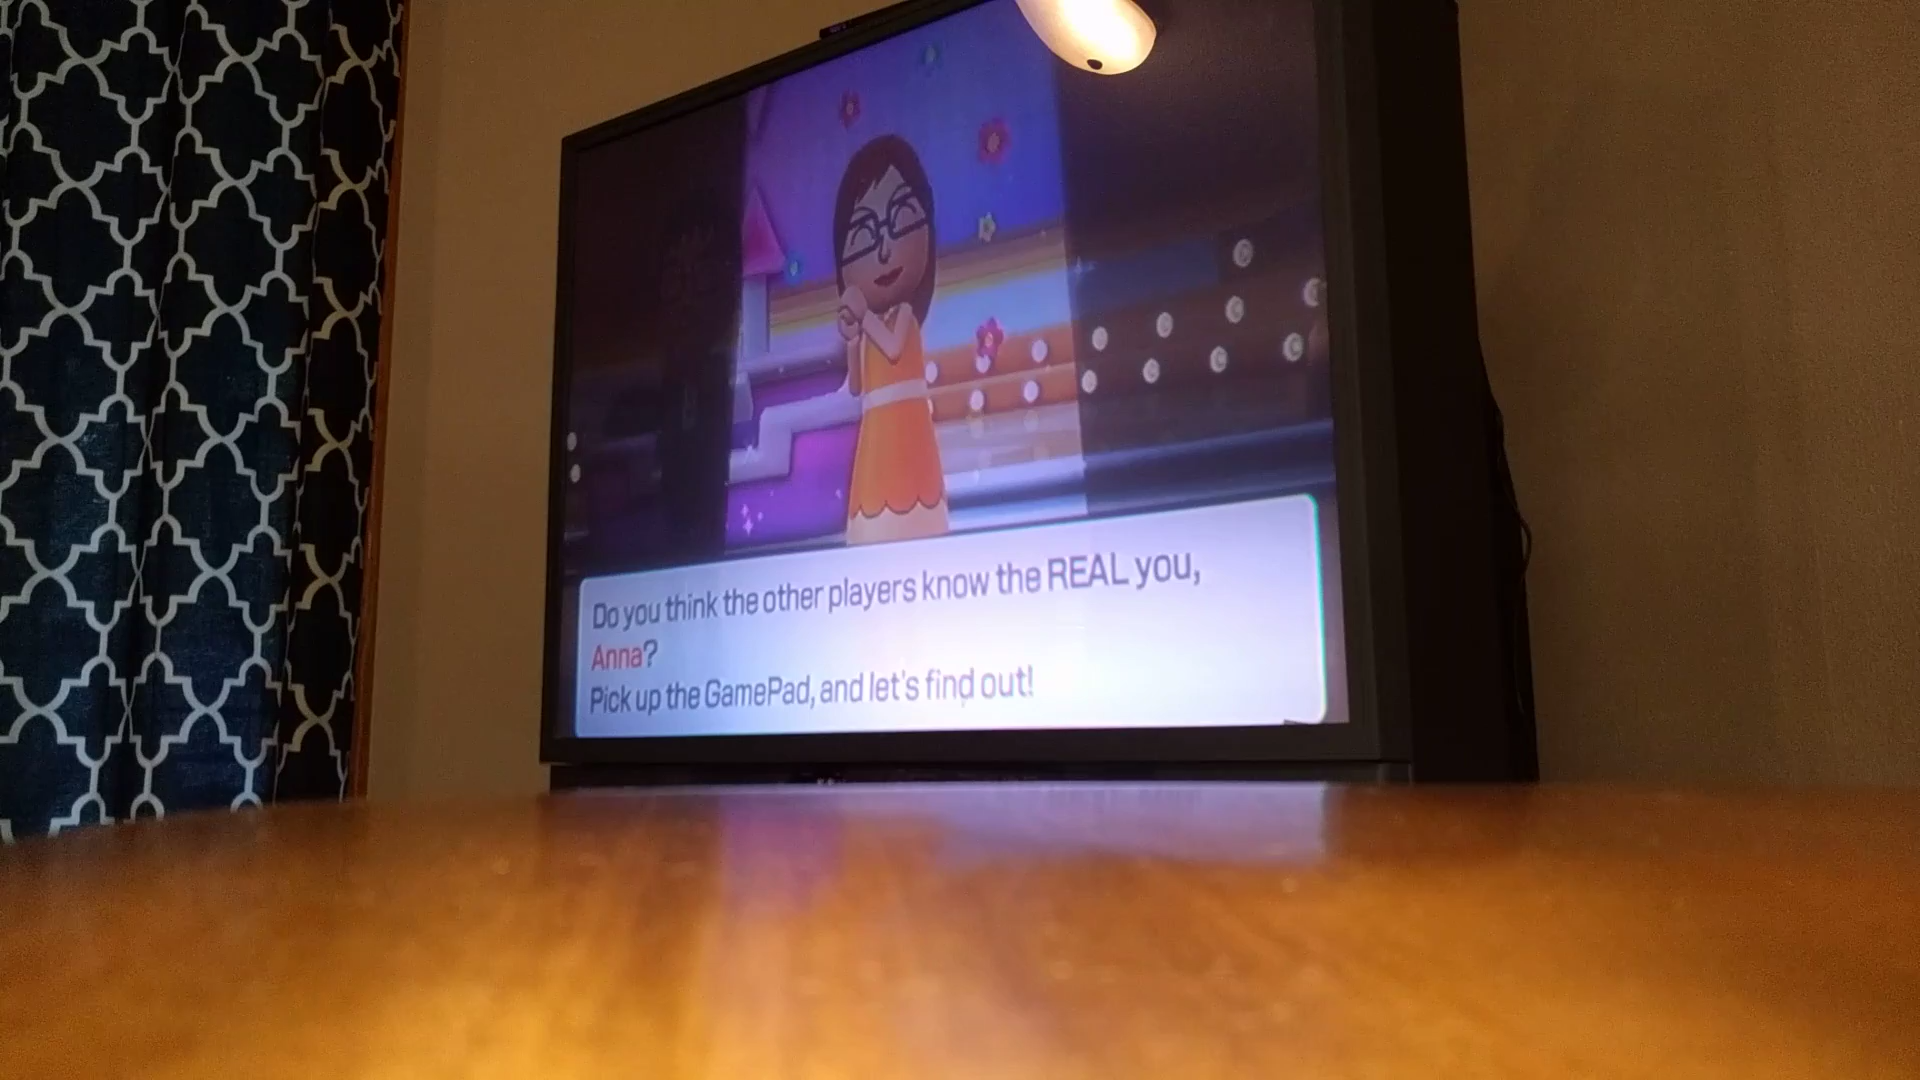 Do you think the other players know the REAL you,
Anna?
Pick up the GamePad, and let's find out!